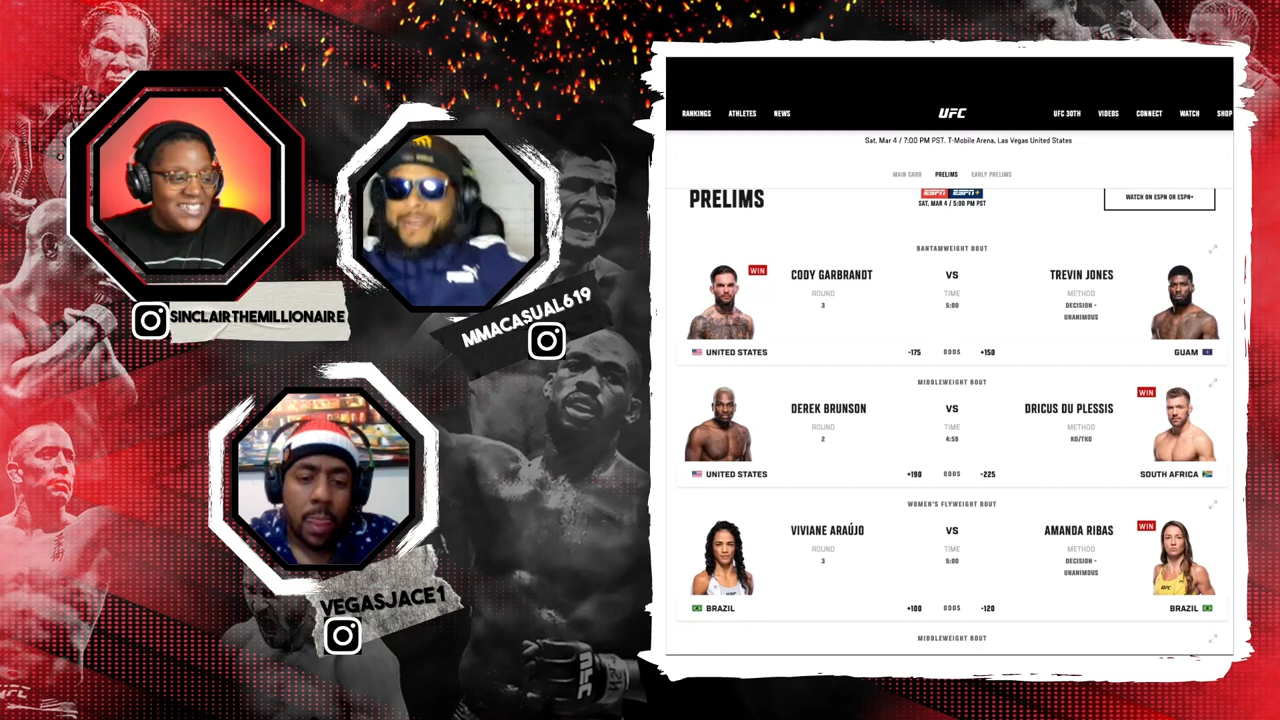 SINCLAIRTHEMILLIONAIRE
MMACASUAL619
VEGASJACE1
RANKINGS ATHLETES NEWS UFC UFC 30TH VIDEOS CONNECT WATCH SHOP
Sat, Mar 4 / 7:00 PM PST. T-Mobile Arena, Las Vegas United States
MAIN CARD PRELIMS EARLY PRELIMS
PRELIMS
ESPN ESPN+
SAT, MAR 4 / 5:00 PM PST
WATCH ON ESPN OR ESPN+
BANTAMWEIGHT BOUT
WIN CODY GARBRANDT VS TREVIN JONES
ROUND TIME METHOD
3 5:00 DECISION -
UNANIMOUS
UNITED STATES -175 ODDS +150 GUAM
MIDDLEWEIGHT BOUT
DEREK BRUNSON VS DRICUS DU PLESSIS WIN
ROUND TIME METHOD
2 4:59 KO/TKO
UNITED STATES +190 ODDS -225 SOUTH AFRICA
WOMEN'S FLYWEIGHT BOUT
VIVIANE ARAÚJO VS AMANDA RIBAS WIN
ROUND TIME METHOD
3 5:00 DECISION -
UNANIMOUS
BRAZIL +100 ODDS -120 BRAZIL
MIDDLEWEIGHT BOUT
UFC
UFC